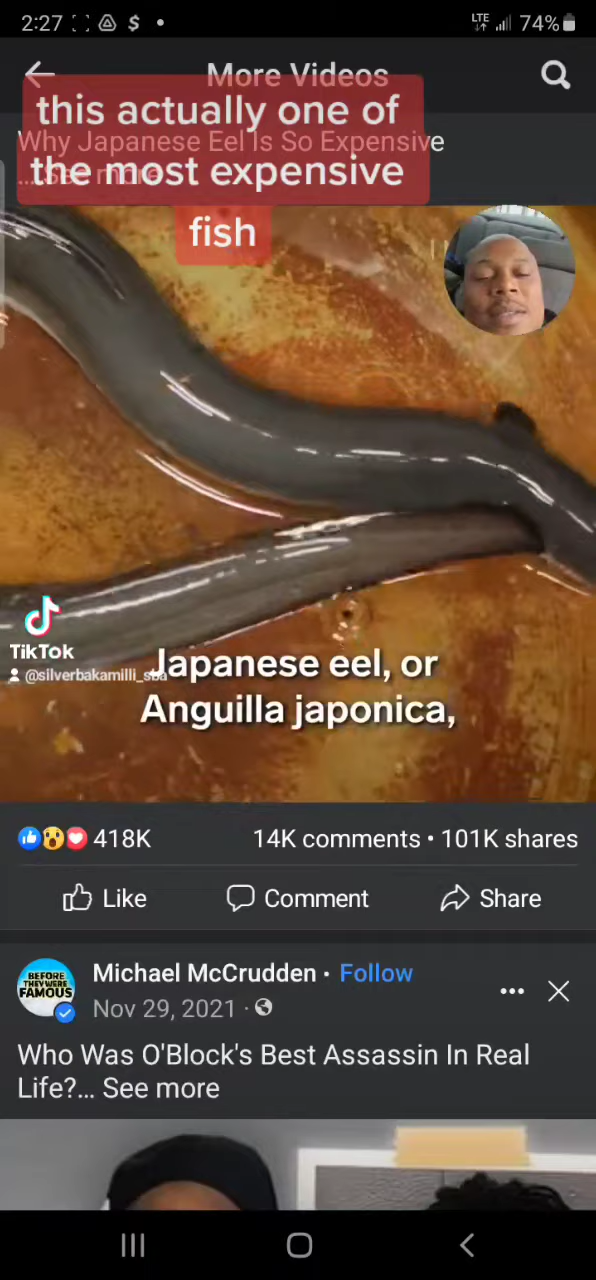 2:27 $ LTE 74%
More Videos
this actually one of
Why Japanese Eel Is So Expensive
the most expensive
... See more
fish
TikTok
@silverbakamilli_sba
Japanese eel, or
Anguilla japonica,
418K 14K comments • 101K shares
Like Comment Share
BEFORE
THEY WERE
FAMOUS
Michael McCrudden • Follow
Nov 29, 2021 ·
Who Was O'Block's Best Assassin In Real
Life?... See more